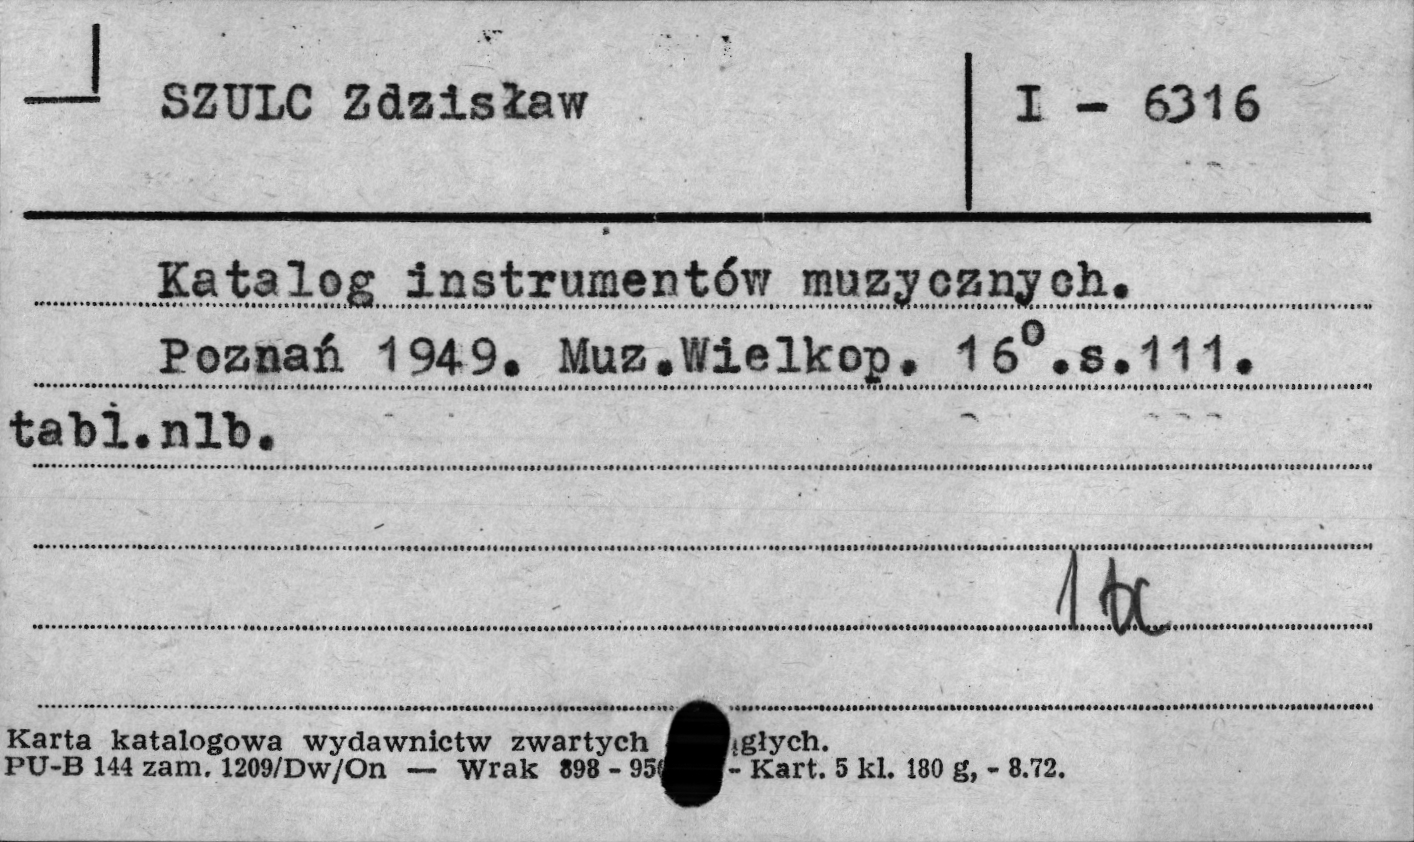 SZULC Zdzisław
I - 6316
Katalog instrumentów muzycznych.
Poznań 1949. Muz.Wielkop. 16°.s.111.
tabl.nlb.
Karta katalogowa wydawnictw zwartych
PU-B 144 zam. 1209/Dw/On — Wrak 898 - - Kart. 5 kl. 180 g, - 8.72.